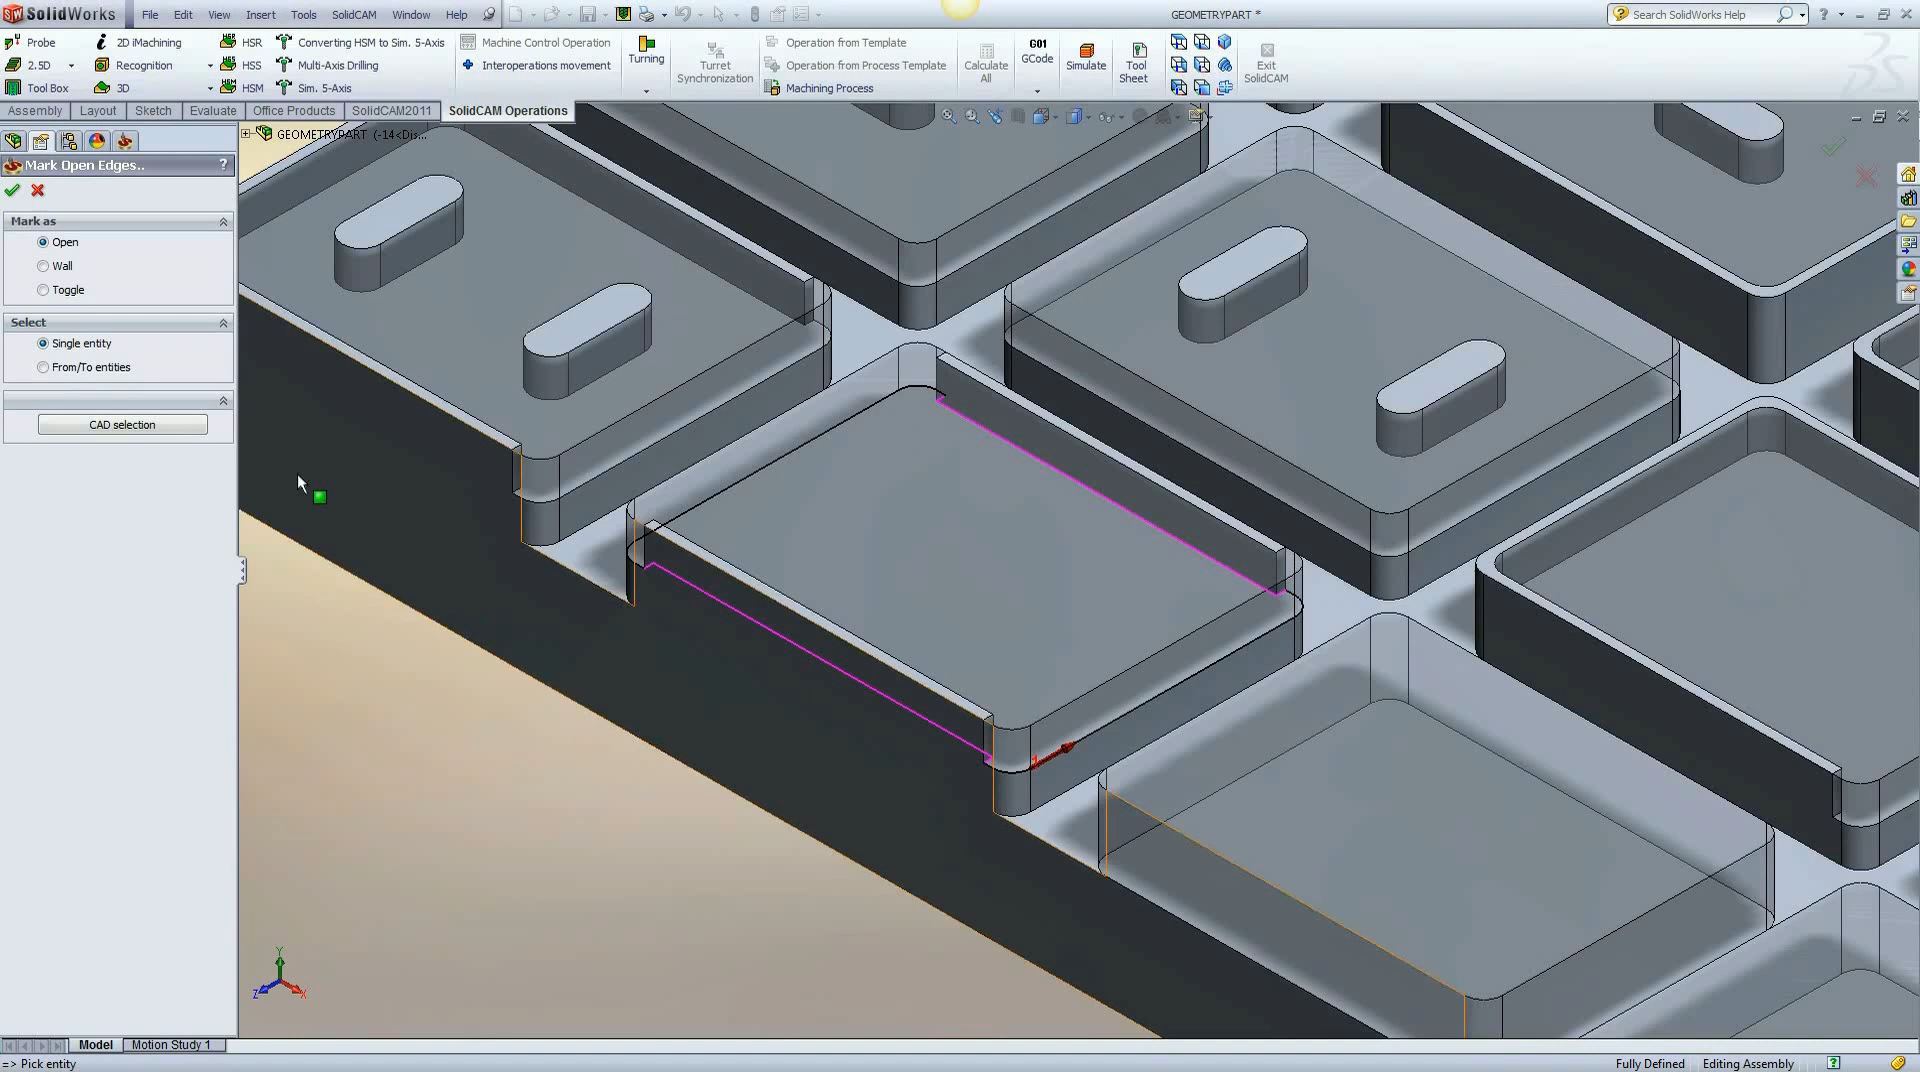 SolidWorks File Edit View Insert Tools SolidCAM Window Help GEOMETRYPART * Search SolidWorks Help
Probe 2D iMachining HSR Converting HSM to Sim. 5-Axis Machine Control Operation Operation from Template
2.5D Recognition HSS Multi-Axis Drilling Interoperations movement Operation from Process Template
Tool Box 3D HSM Sim. 5-Axis Machining Process
Turning Turret Synchronization Calculate All G01 GCode Simulate Tool Sheet Exit SolidCAM
Assembly Layout Sketch Evaluate Office Products SolidCAM2011 SolidCAM Operations
GEOMETRYPART (-14<Dis...
Mark Open Edges.. ?
Mark as
Open
Wall
Toggle
Select
Single entity
From/To entities
CAD selection
Y
Z X
Model Motion Study 1
=> Pick entity Fully Defined Editing Assembly